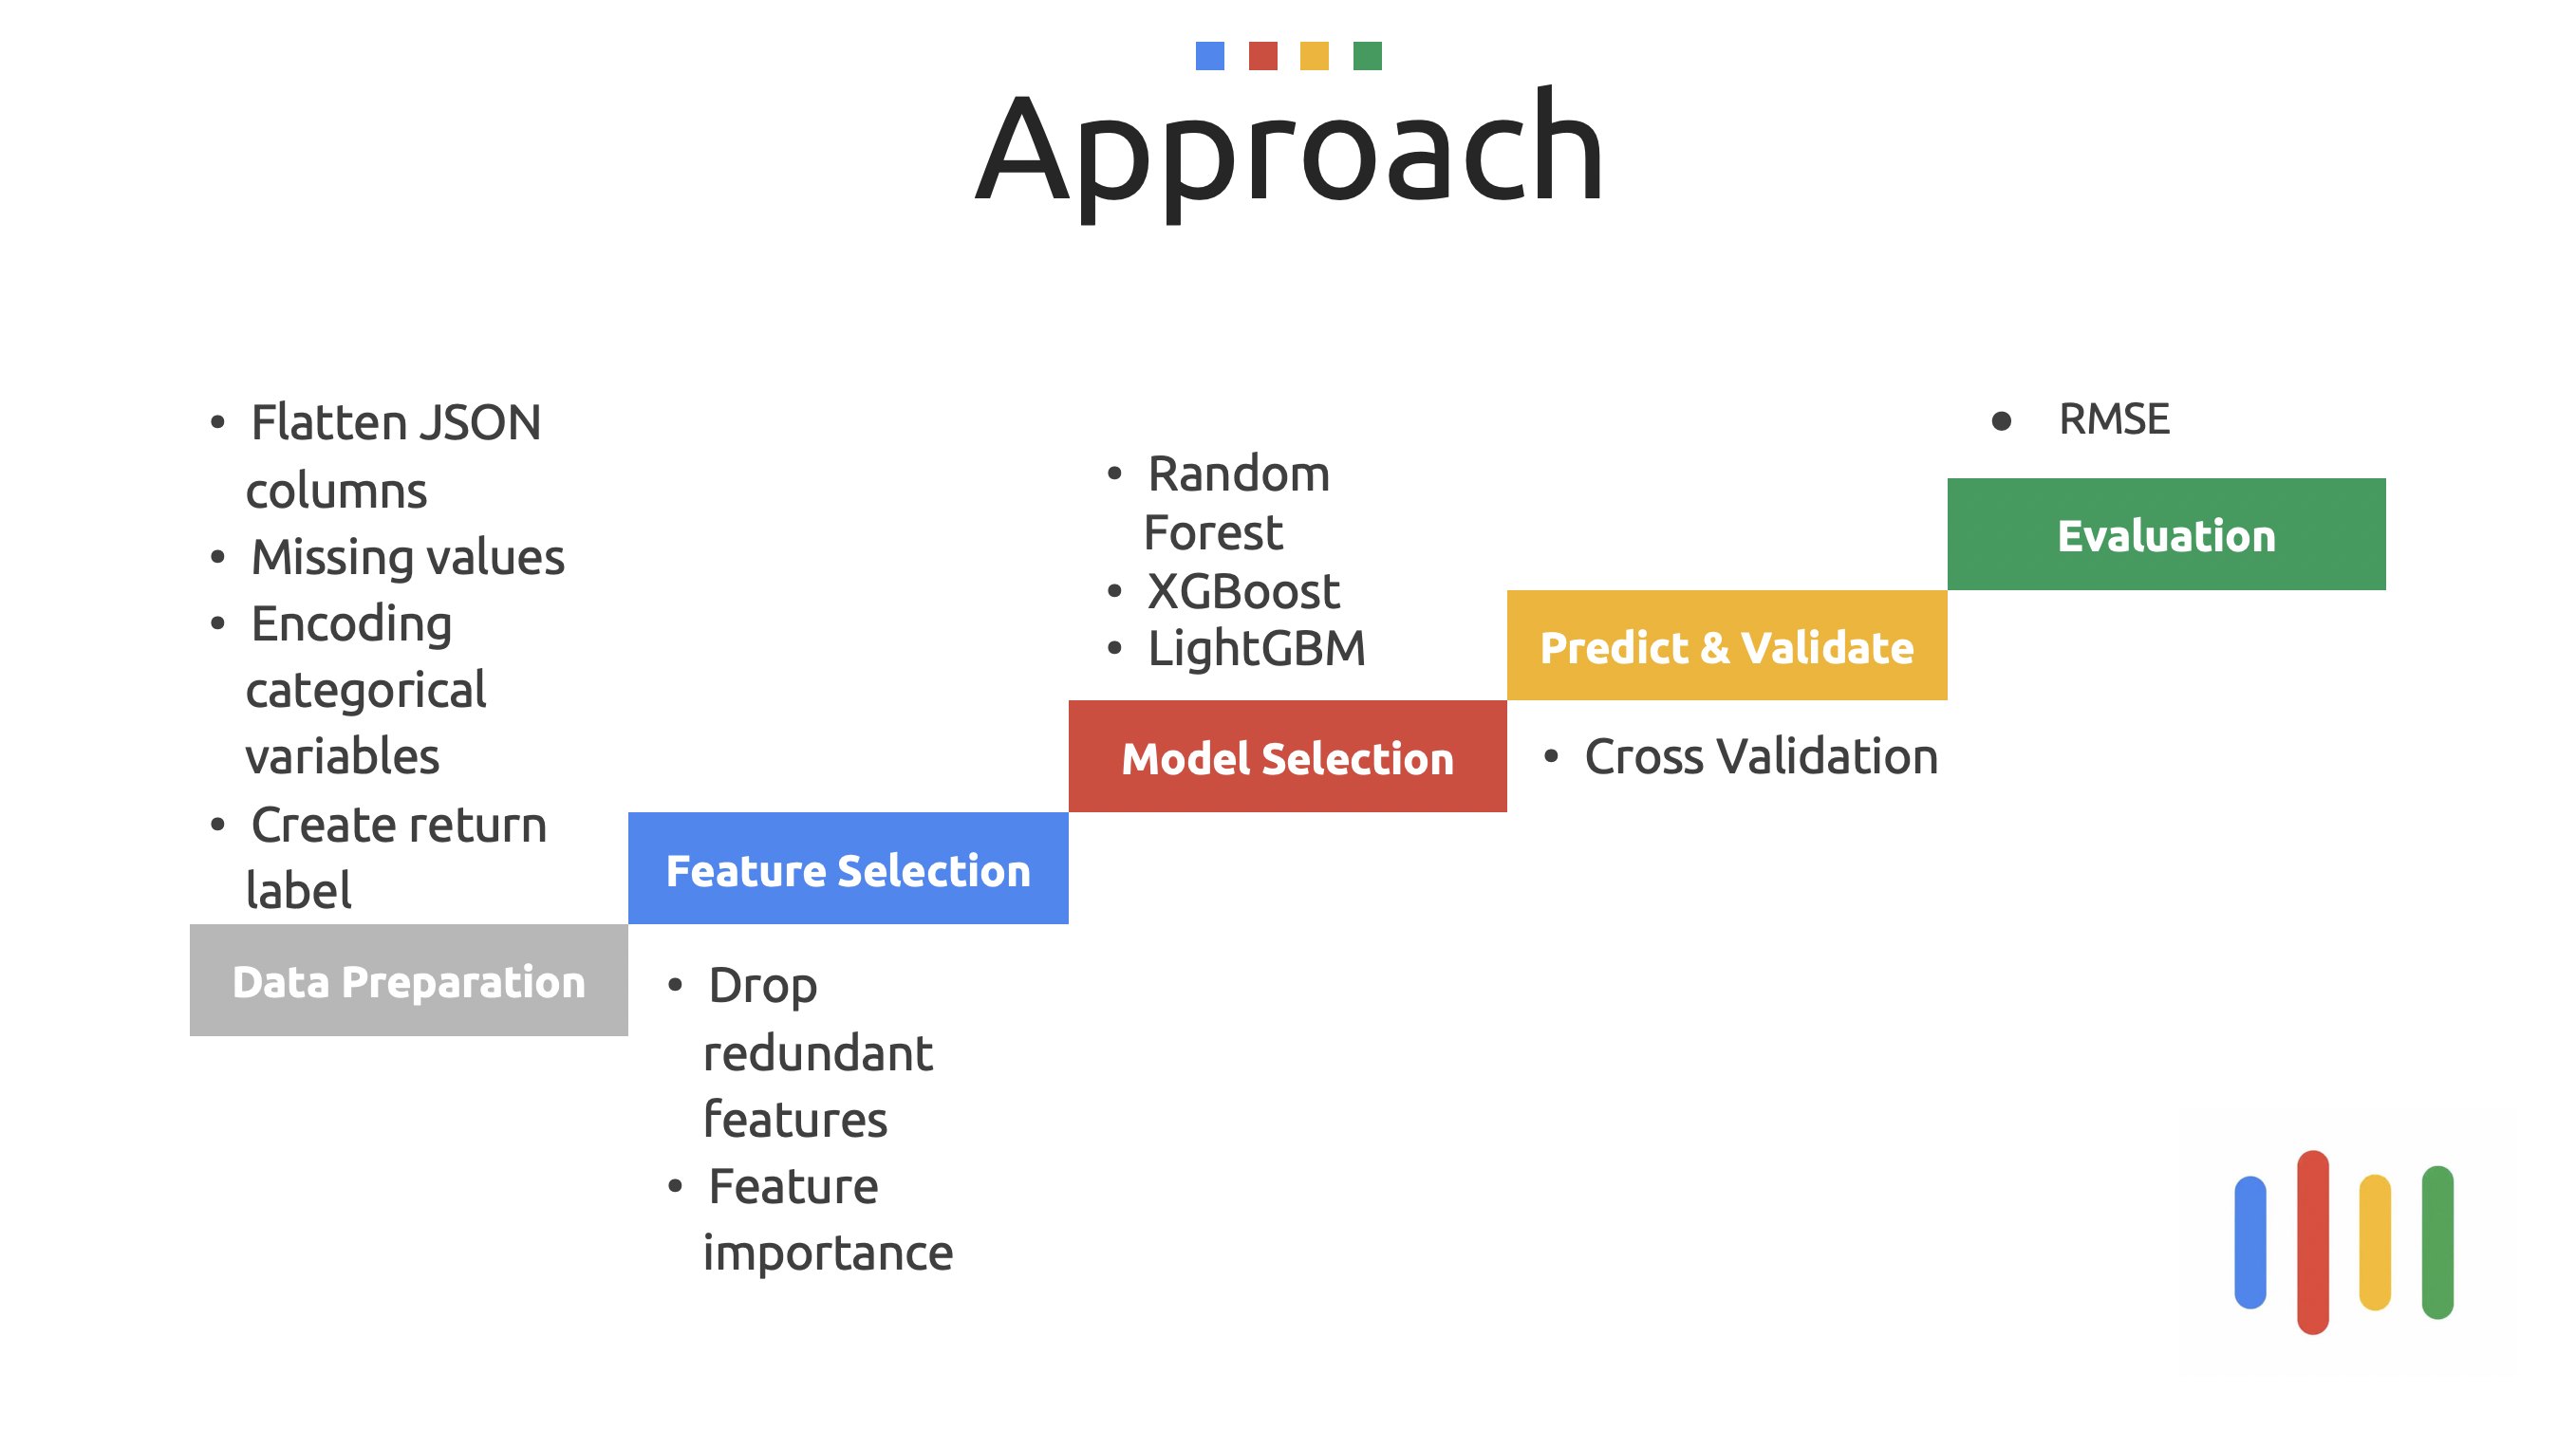 Approach
• Flatten JSON
columns
• Missing values
• Encoding
categorical
variables
• Create return
label
Data Preparation
Feature Selection
• Drop
redundant
features
• Feature
importance
• Random
Forest
• XGBoost
• LightGBM
Model Selection
Predict & Validate
• Cross Validation
● RMSE
Evaluation